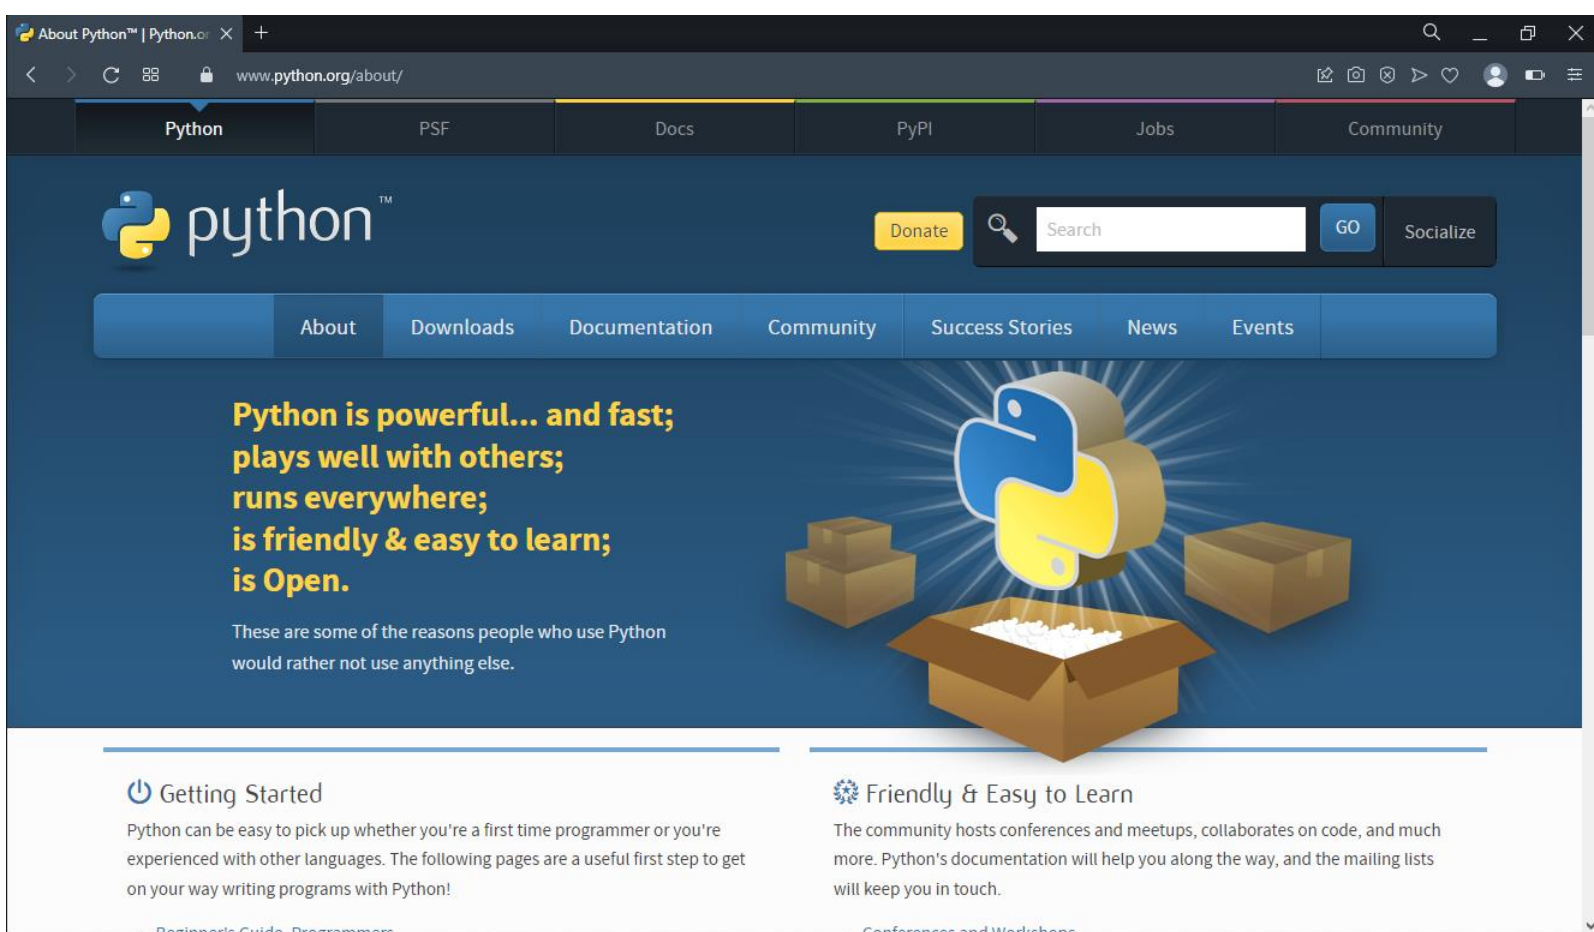 About Python™ | Python.or
www.python.org/about/
Python PSF Docs PyPI Jobs Community
python™
Donate Search GO Socialize
About Downloads Documentation Community Success Stories News Events
Python is powerful... and fast;
plays well with others;
runs everywhere;
is friendly & easy to learn;
is Open.
These are some of the reasons people who use Python
would rather not use anything else.
Getting Started
Python can be easy to pick up whether you're a first time programmer or you're
experienced with other languages. The following pages are a useful first step to get
on your way writing programs with Python!
Beginner's Guide, Programmers
Friendly & Easy to Learn
The community hosts conferences and meetups, collaborates on code, and much
more. Python's documentation will help you along the way, and the mailing lists
will keep you in touch.
Conferences and Workshops